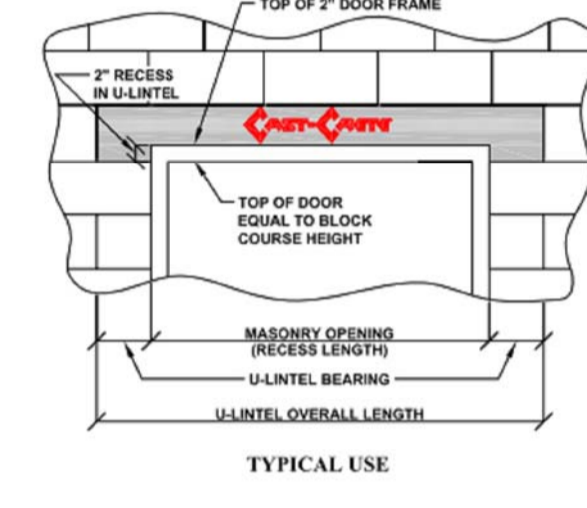 TOP OF 2" DOOR FRAME
2" RECESS
IN U-LINTEL
CAST-CRETE
TOP OF DOOR
EQUAL TO BLOCK
COURSE HEIGHT
MASONRY OPENING
(RECESS LENGTH)
U-LINTEL BEARING
U-LINTEL OVERALL LENGTH
TYPICAL USE